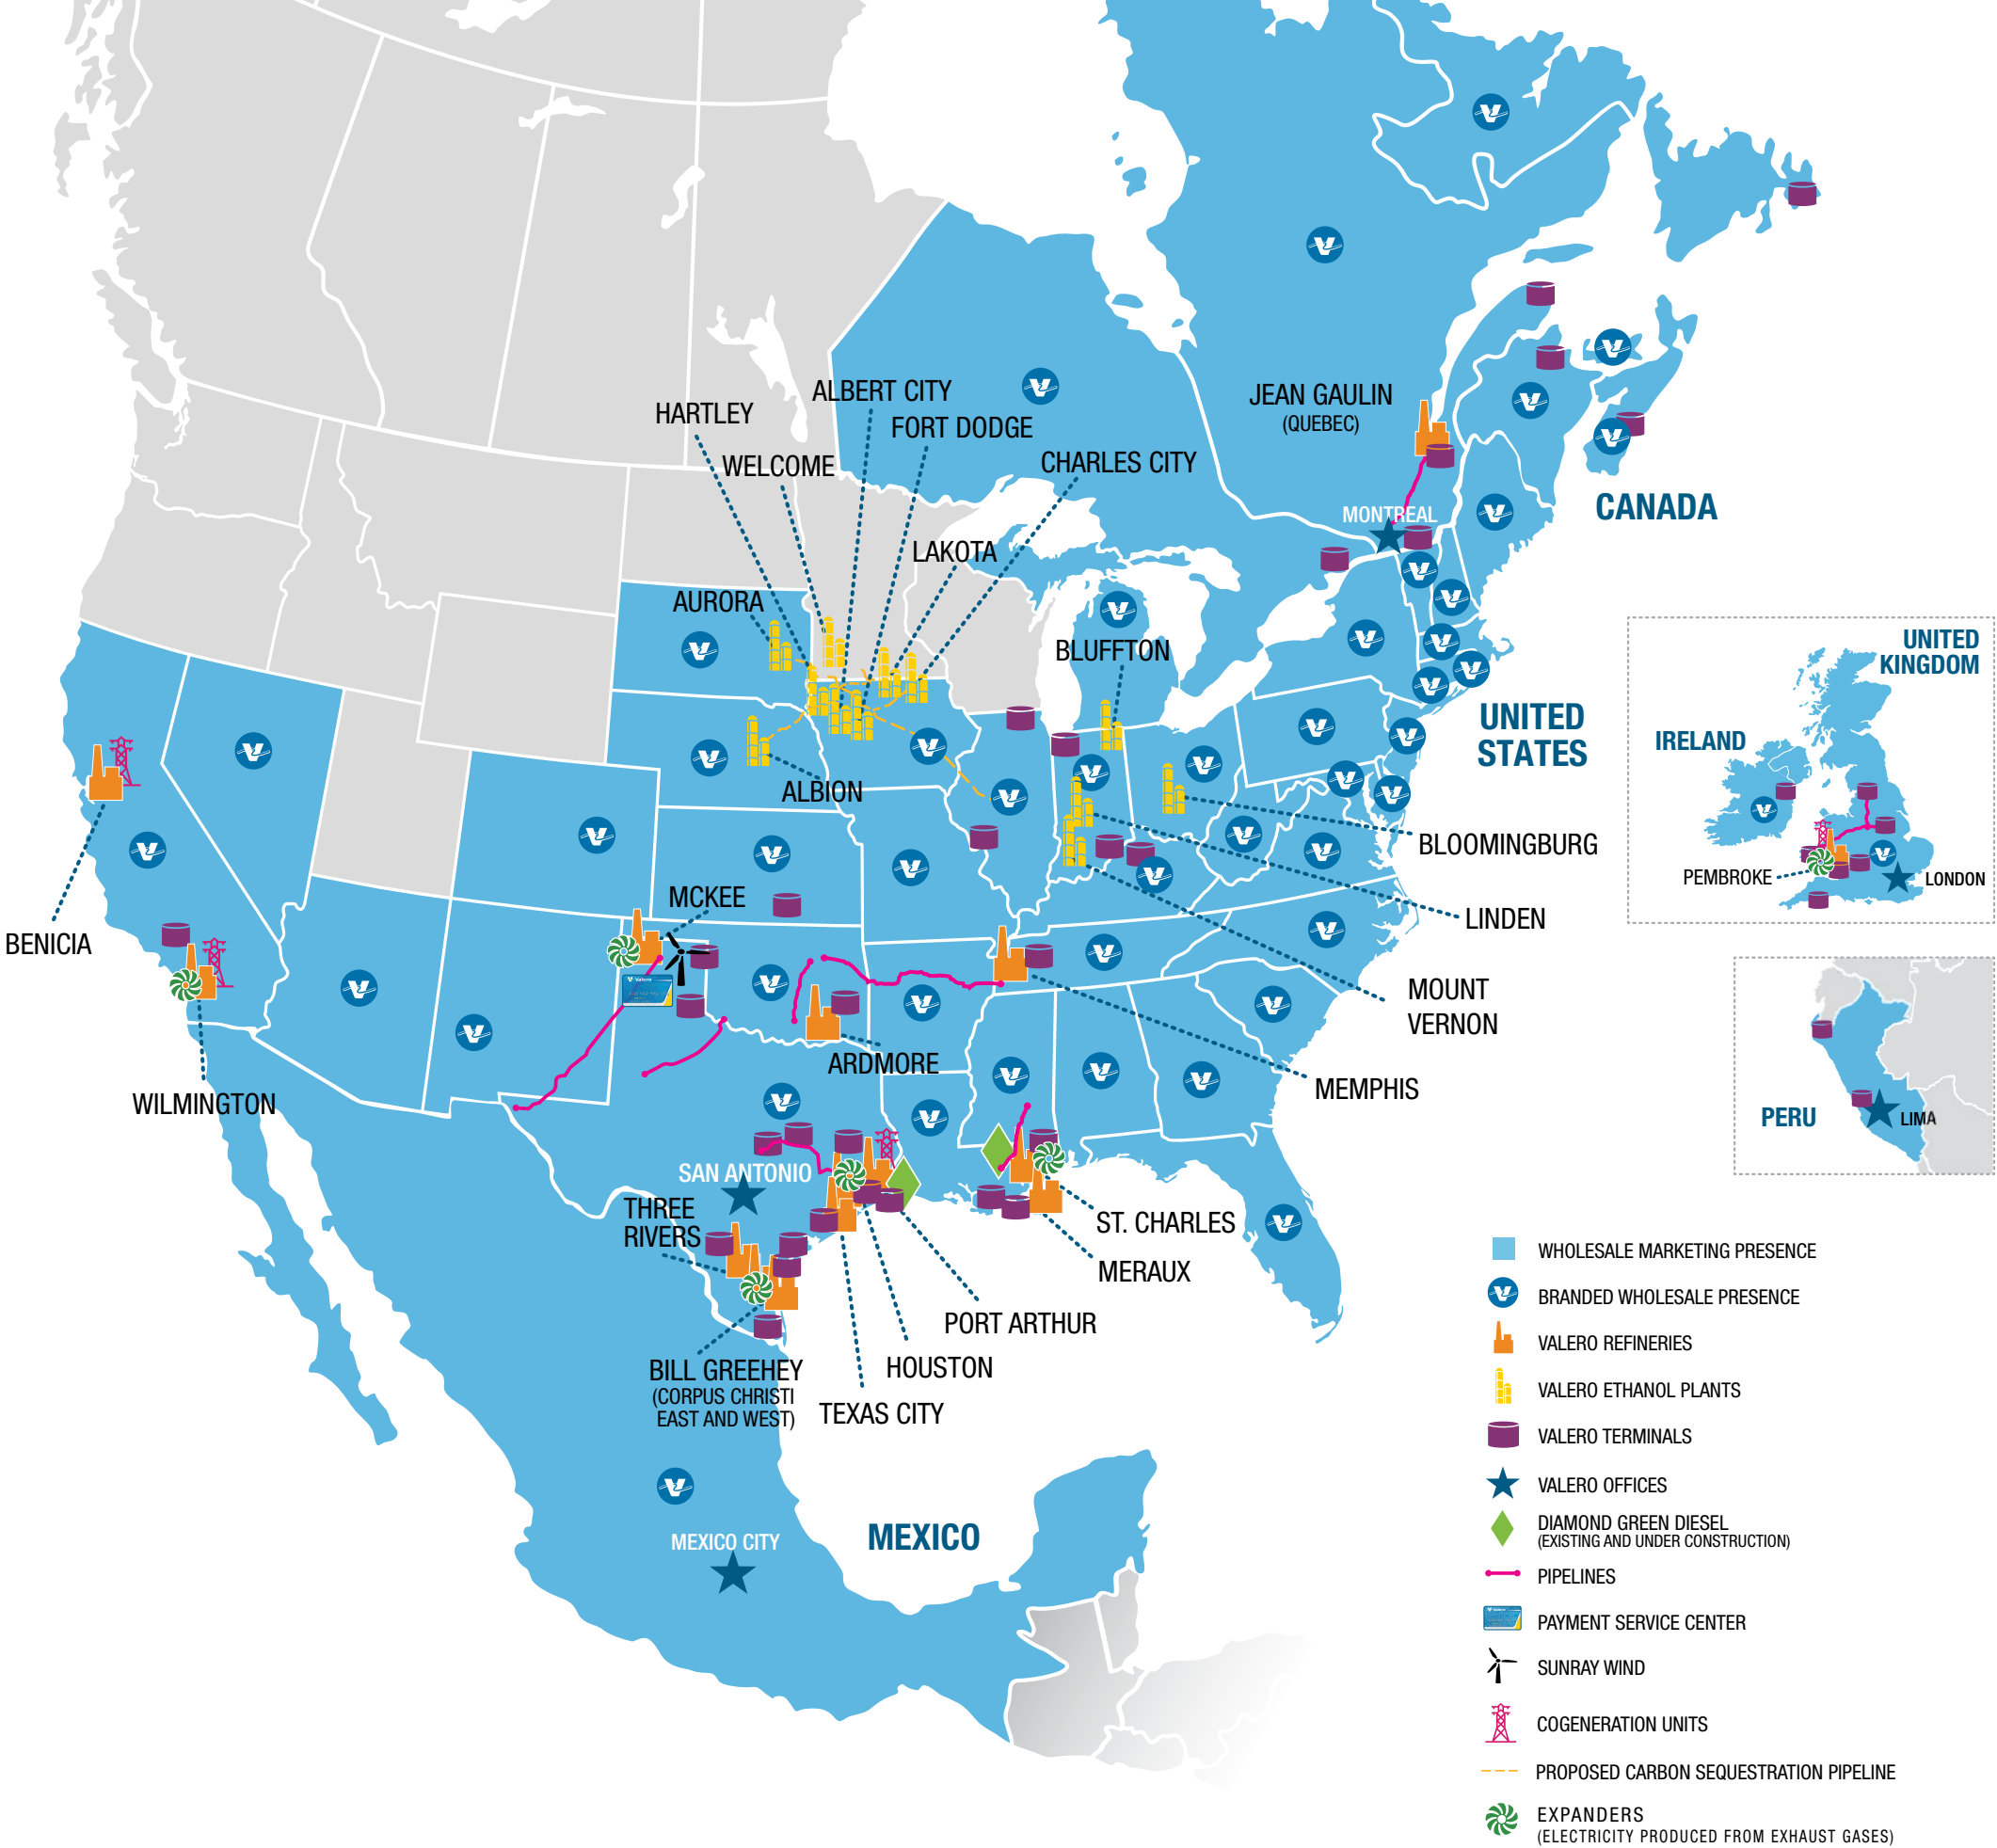 ALBERT CITY
HARTLEY
FORT DODGE
WELCOME
CHARLES CITY
JEAN GAULIN
(QUEBEC)
CANADA
MONTREAL
LAKOTA
AURORA
BLUFFTON
UNITED
STATES
ALBION
BLOOMINGBURG
MCKEE
LINDEN
BENICIA
MOUNT
VERNON
ARDMORE
MEMPHIS
WILMINGTON
SAN ANTONIO
THREE
RIVERS
ST. CHARLES
MERAUX
PORT ARTHUR
HOUSTON
BILL GREEHEY
(CORPUS CHRISTI
EAST AND WEST)
TEXAS CITY
MEXICO
MEXICO CITY
UNITED
KINGDOM
IRELAND
PEMBROKE
LONDON
PERU
LIMA
WHOLESALE MARKETING PRESENCE
BRANDED WHOLESALE PRESENCE
VALERO REFINERIES
VALERO ETHANOL PLANTS
VALERO TERMINALS
VALERO OFFICES
DIAMOND GREEN DIESEL
(EXISTING AND UNDER CONSTRUCTION)
PIPELINES
PAYMENT SERVICE CENTER
SUNRAY WIND
COGENERATION UNITS
PROPOSED CARBON SEQUESTRATION PIPELINE
EXPANDERS
(ELECTRICITY PRODUCED FROM EXHAUST GASES)